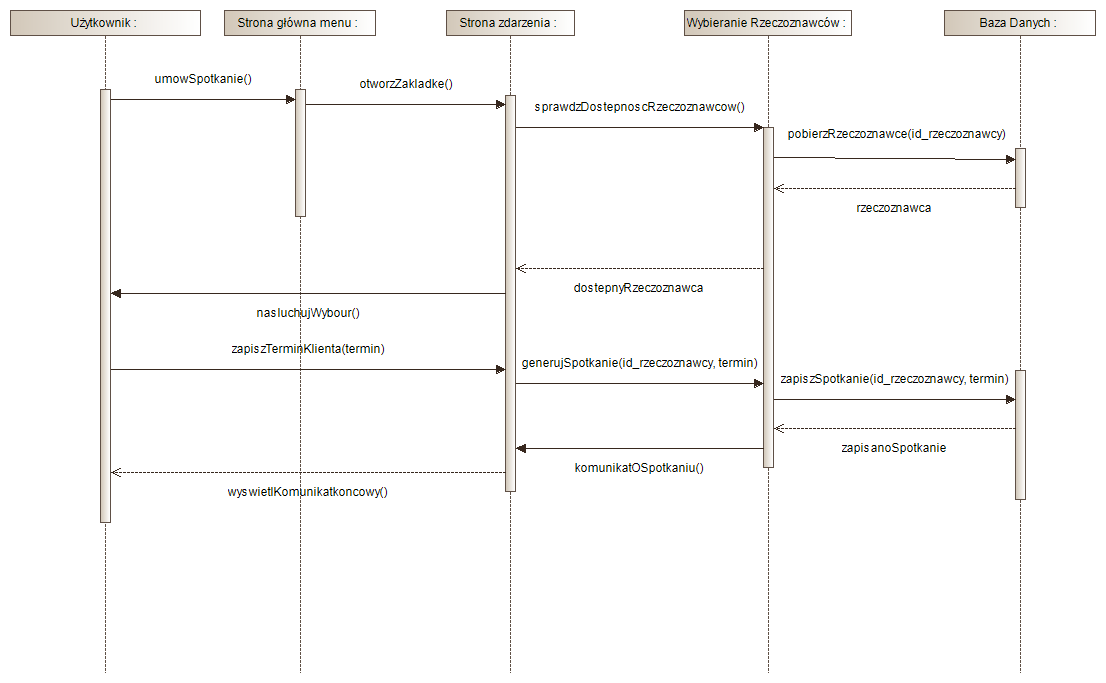 Użytkownik :
Strona główna menu :
Strona zdarzenia :
Wybieranie Rzeczoznawców :
Baza Danych :
umowSpotkanie()
otworzZakladke()
sprawdzDostepnoscRzeczoznawcow()
pobierzRzeczoznawce(id_rzeczoznawcy)
rzeczoznawca
dostepnyRzeczoznawca
nasluchujWybour()
zapiszTerminKlienta(termin)
generujSpotkanie(id_rzeczoznawcy, termin)
zapiszSpotkanie(id_rzeczoznawcy, termin)
zapisanoSpotkanie
komunikatOSpotkaniu()
wyswietlKomunikatkoncowy()